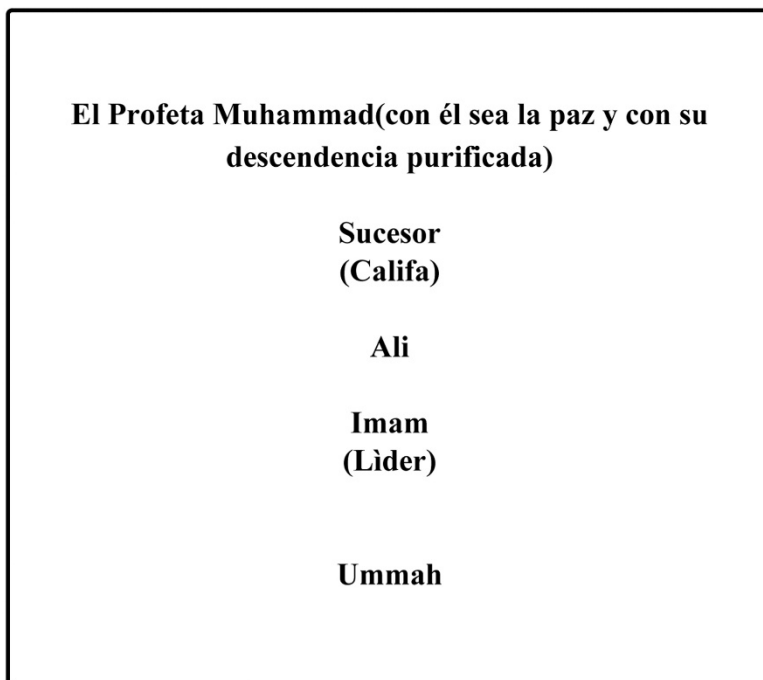 El Profeta Muhammad(con él sea la paz y con su
descendencia purificada)
Sucesor
(Califa)
Ali
Imam
(Lìder)
Ummah